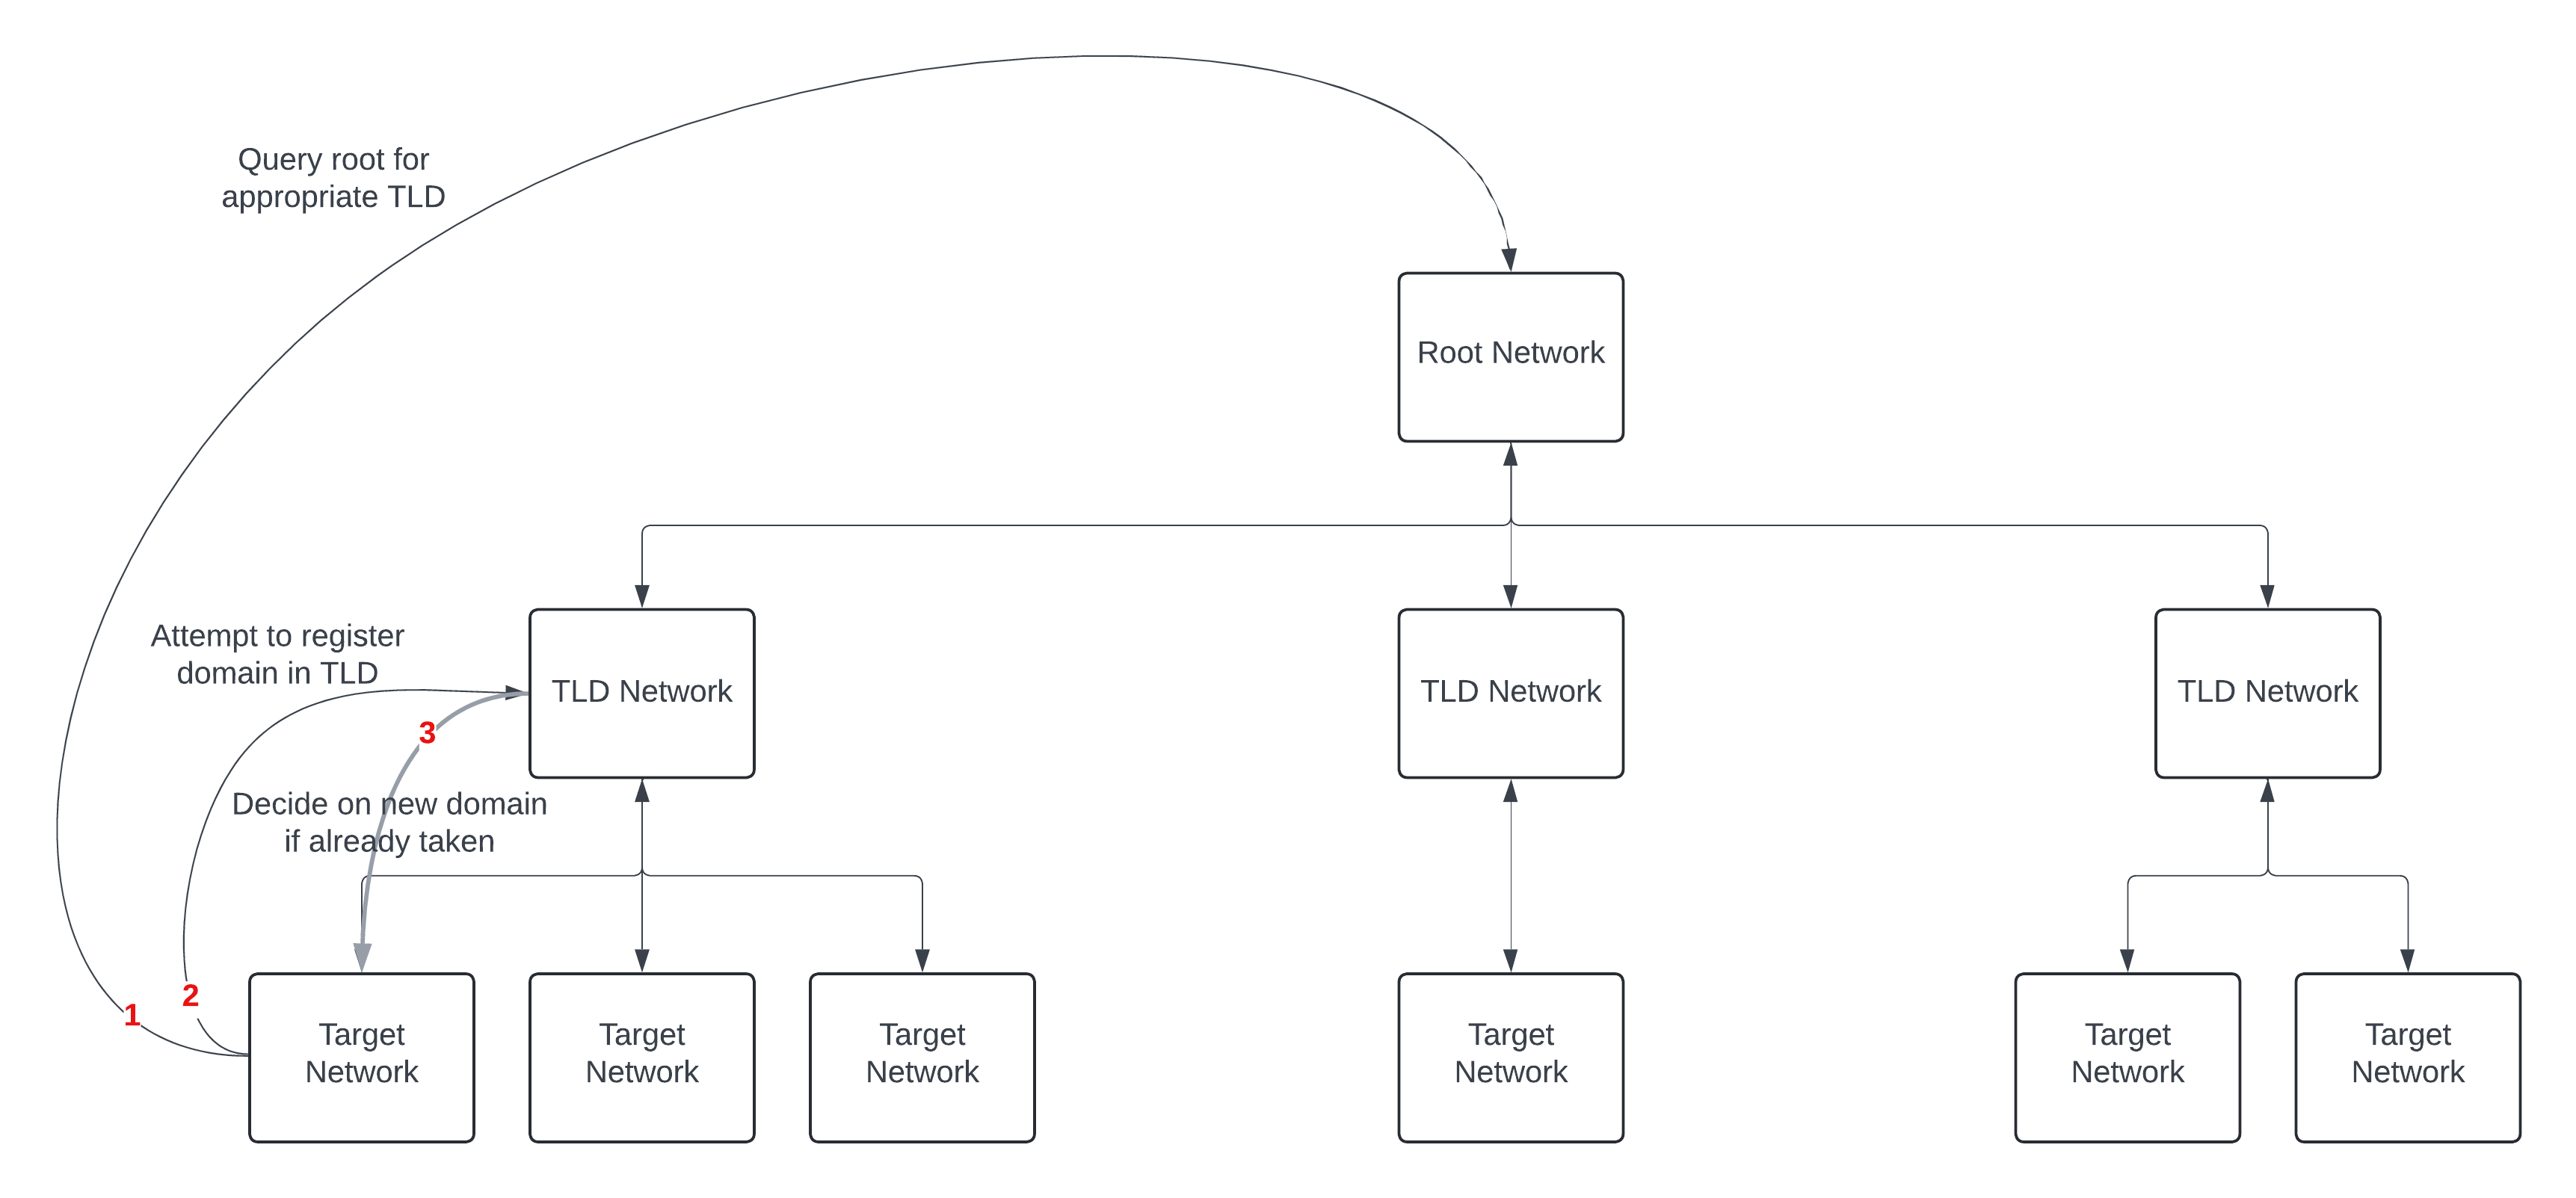 Query root for
appropriate TLD
Root Network
Attempt to register
domain in TLD
TLD Network
TLD Network
TLD Network
3
Decide on new domain
if already taken
2
1
Target
Network
Target
Network
Target
Network
Target
Network
Target
Network
Target
Network